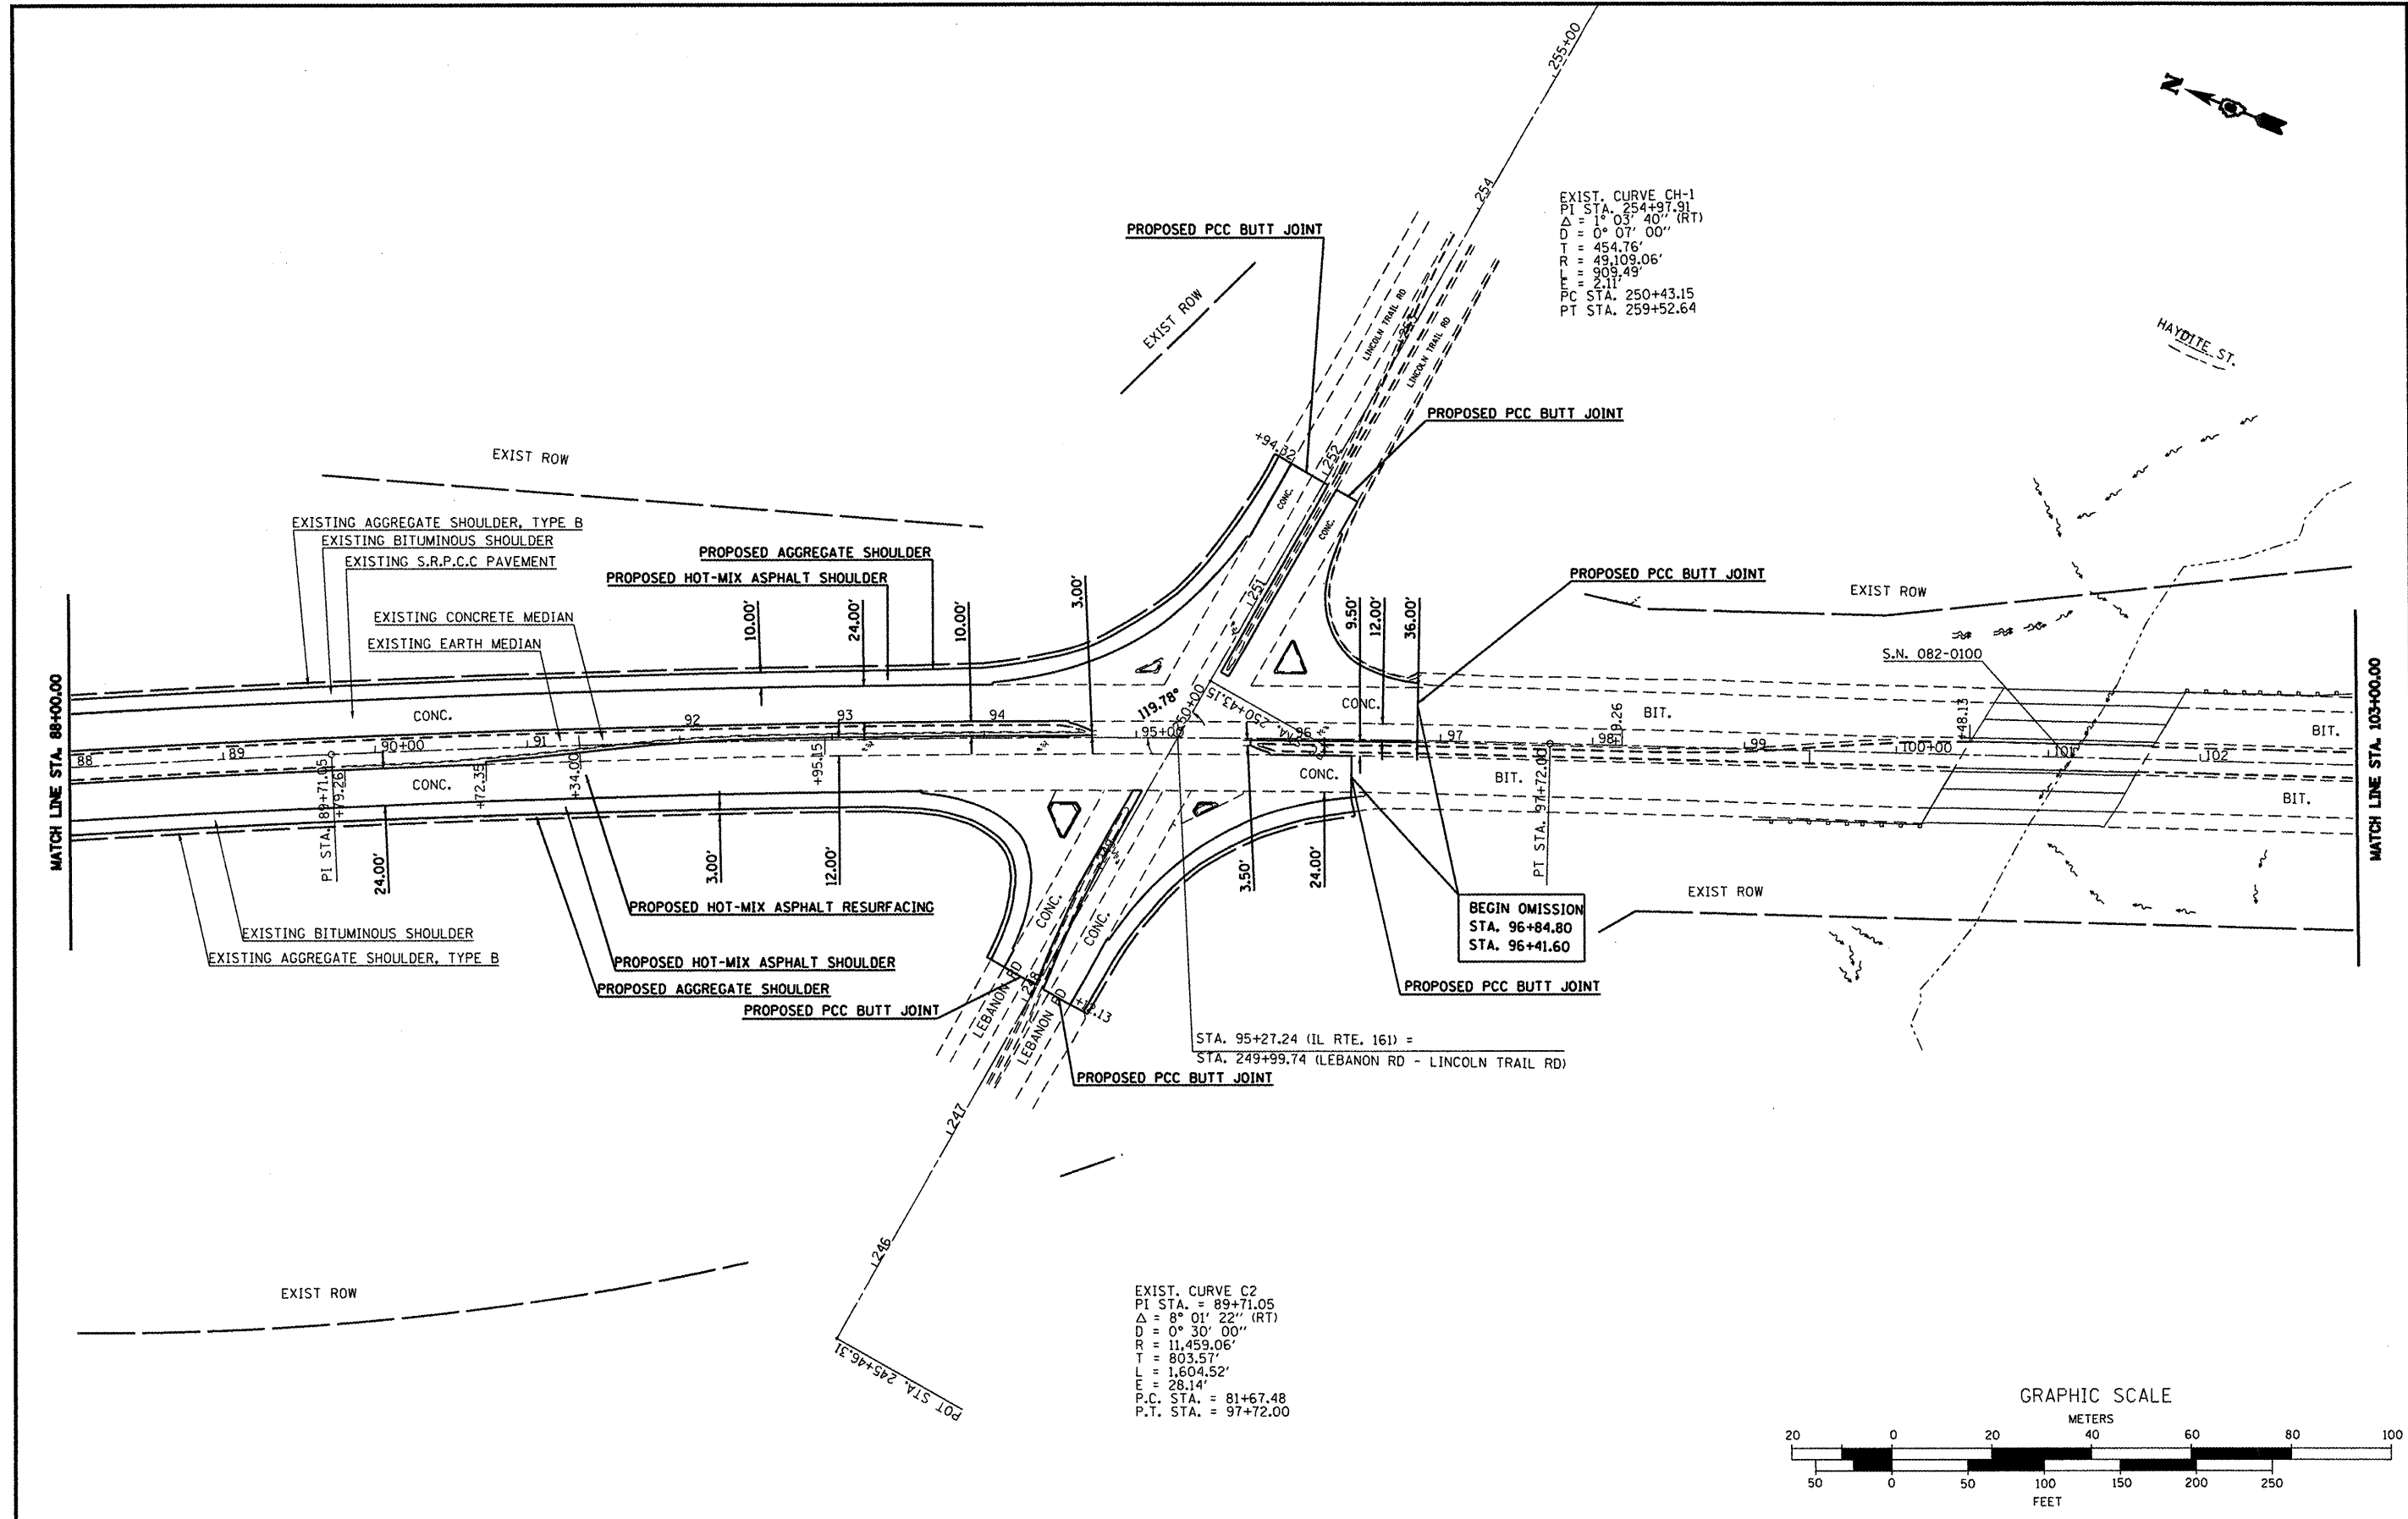 255+00
N
254
EXIST. CURVE CH-1
PI STA. 254+97.91
Δ = 1° 03' 40" (RT)
D = 0° 07' 00"
T = 454.76'
R = 49,109.06'
L = 909.49'
E = 2.11'
PC STA. 250+43.15
PT STA. 259+52.64
PROPOSED PCC BUTT JOINT
EXIST ROW
LINCOLN TRAIL RD
LINCOLN TRAIL RD
HAYDITE ST.
PROPOSED PCC BUTT JOINT
+94.32
252
EXIST ROW
CONC.
CONC.
EXISTING AGGREGATE SHOULDER, TYPE B
EXISTING BITUMINOUS SHOULDER
EXISTING S.R.P.C.C PAVEMENT
PROPOSED AGGREGATE SHOULDER
PROPOSED HOT-MIX ASPHALT SHOULDER
PROPOSED PCC BUTT JOINT
EXIST ROW
EXISTING CONCRETE MEDIAN
EXISTING EARTH MEDIAN
10.00'
24.00'
10.00'
3.00'
251
9.50'
12.00'
36.00'
S.N. 082-0100
MATCH LINE STA. 88+00.00
MATCH LINE STA. 103+00.00
CONC.
119.78°
250+00
STA. 250+43.15
CONC.
BIT.
BIT.
88
89
90+00
91
92
93
94
95+00
96
97
98
99
100+00
101
102
+19.26
+48.13
PI STA. 89+71.05
+79.26
CONC.
+72.35
+34.00
+95.15
CONC.
BIT.
BIT.
PT STA. 97+72.00
24.00'
3.00'
12.00'
249
3.50'
24.00'
EXIST ROW
PROPOSED HOT-MIX ASPHALT RESURFACING
CONC.
CONC.
BEGIN OMISSION
STA. 96+84.80
STA. 96+41.60
EXISTING BITUMINOUS SHOULDER
EXISTING AGGREGATE SHOULDER, TYPE B
PROPOSED HOT-MIX ASPHALT SHOULDER
PROPOSED AGGREGATE SHOULDER
PROPOSED PCC BUTT JOINT
PROPOSED PCC BUTT JOINT
LEBANON RD
248
LEBANON RD
+12.13
STA. 95+27.24 (IL RTE. 161) =
STA. 249+99.74 (LEBANON RD - LINCOLN TRAIL RD)
PROPOSED PCC BUTT JOINT
247
246
EXIST ROW
POT STA. 245+46.31
EXIST. CURVE C2
PI STA. = 89+71.05
Δ = 8° 01' 22" (RT)
D = 0° 30' 00"
R = 11,459.06'
T = 803.57'
L = 1,604.52'
E = 28.14'
P.C. STA. = 81+67.48
P.T. STA. = 97+72.00
GRAPHIC SCALE
METERS
20 0 20 40 60 80 100
50 0 50 100 150 200 250
FEET